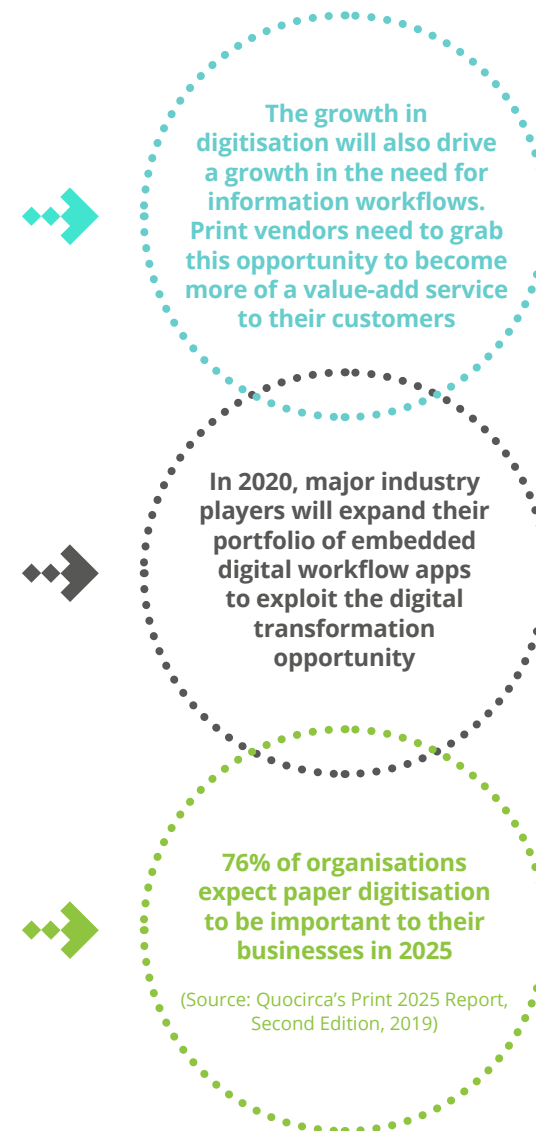 The growth in
digitisation will also drive
a growth in the need for
information workflows.
Print vendors need to grab
this opportunity to become
more of a value-add service
to their customers
In 2020, major industry
players will expand their
portfolio of embedded
digital workflow apps
to exploit the digital
transformation
opportunity
76% of organisations
expect paper digitisation
to be important to their
businesses in 2025
(Source: Quocirca's Print 2025 Report,
Second Edition, 2019)